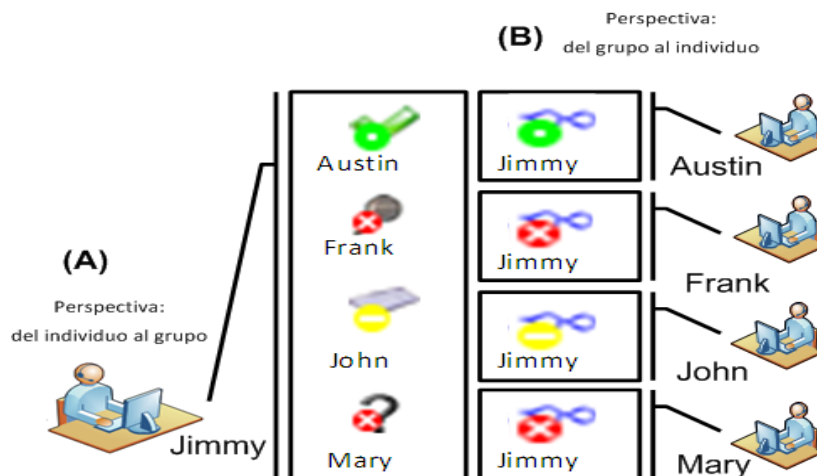 (B)
Perspectiva:
del grupo al individuo
Austin
Jimmy
Austin
Frank
Jimmy
Frank
(A)
Perspectiva:
del individuo al grupo
John
Jimmy
John
Jimmy
Mary
Jimmy
Mary